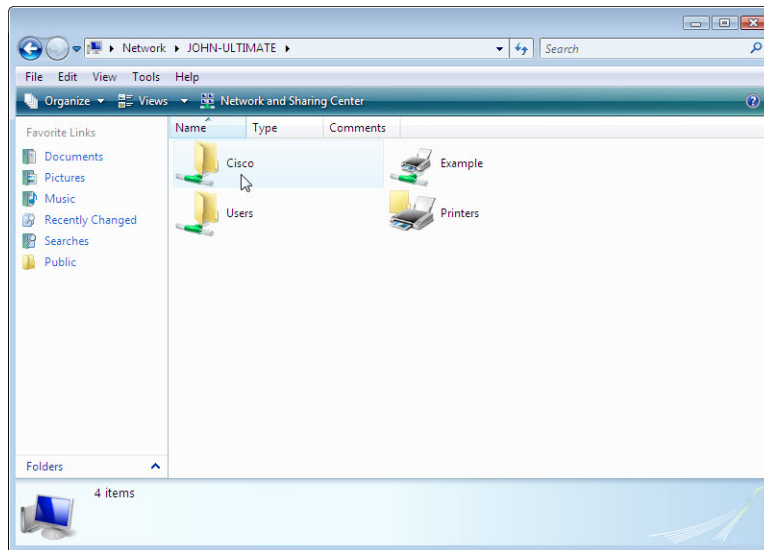 Network ▸ JOHN-ULTIMATE ▸ Search
File Edit View Tools Help
Organize Views Network and Sharing Center
Favorite Links
Documents
Pictures
Music
Recently Changed
Searches
Public
Name Type Comments
Cisco Example
Users Printers
Folders
4 items